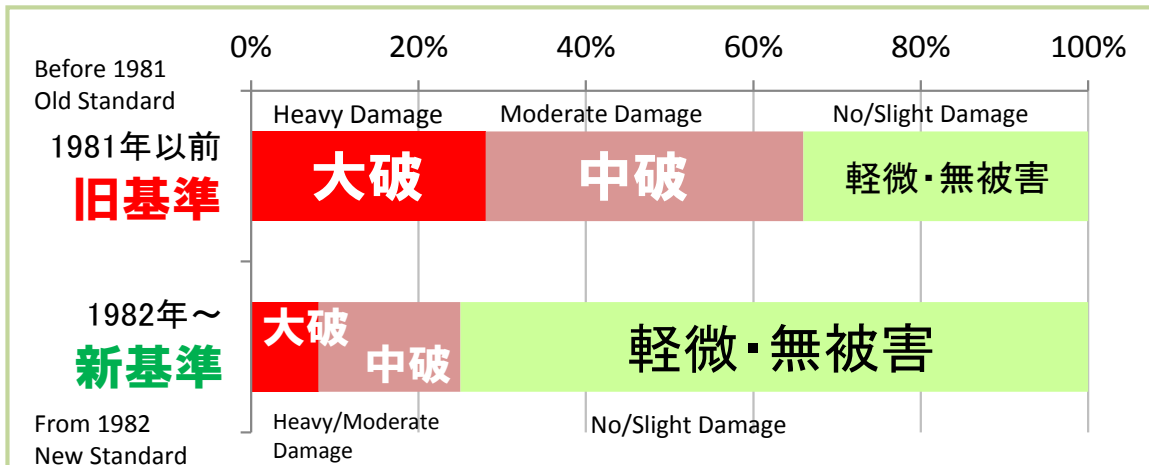 0% 20% 40% 60% 80% 100%
Before 1981
Old Standard
Heavy Damage Moderate Damage No/Slight Damage
1981年以前
旧基準
大破 中破 軽微・無被害
1982年～
新基準
大破
中破
軽微・無被害
From 1982
New Standard
Heavy/Moderate
Damage
No/Slight Damage